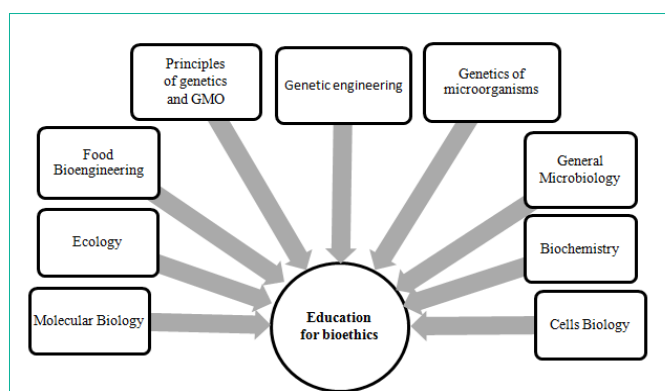 Principles
of genetics
and GMO
Genetic engineering
Genetics of
microorganisms
Food
Bioengineering
General
Microbiology
Ecology
Biochemistry
Molecular Biology
Education
for bioethics
Cells Biology